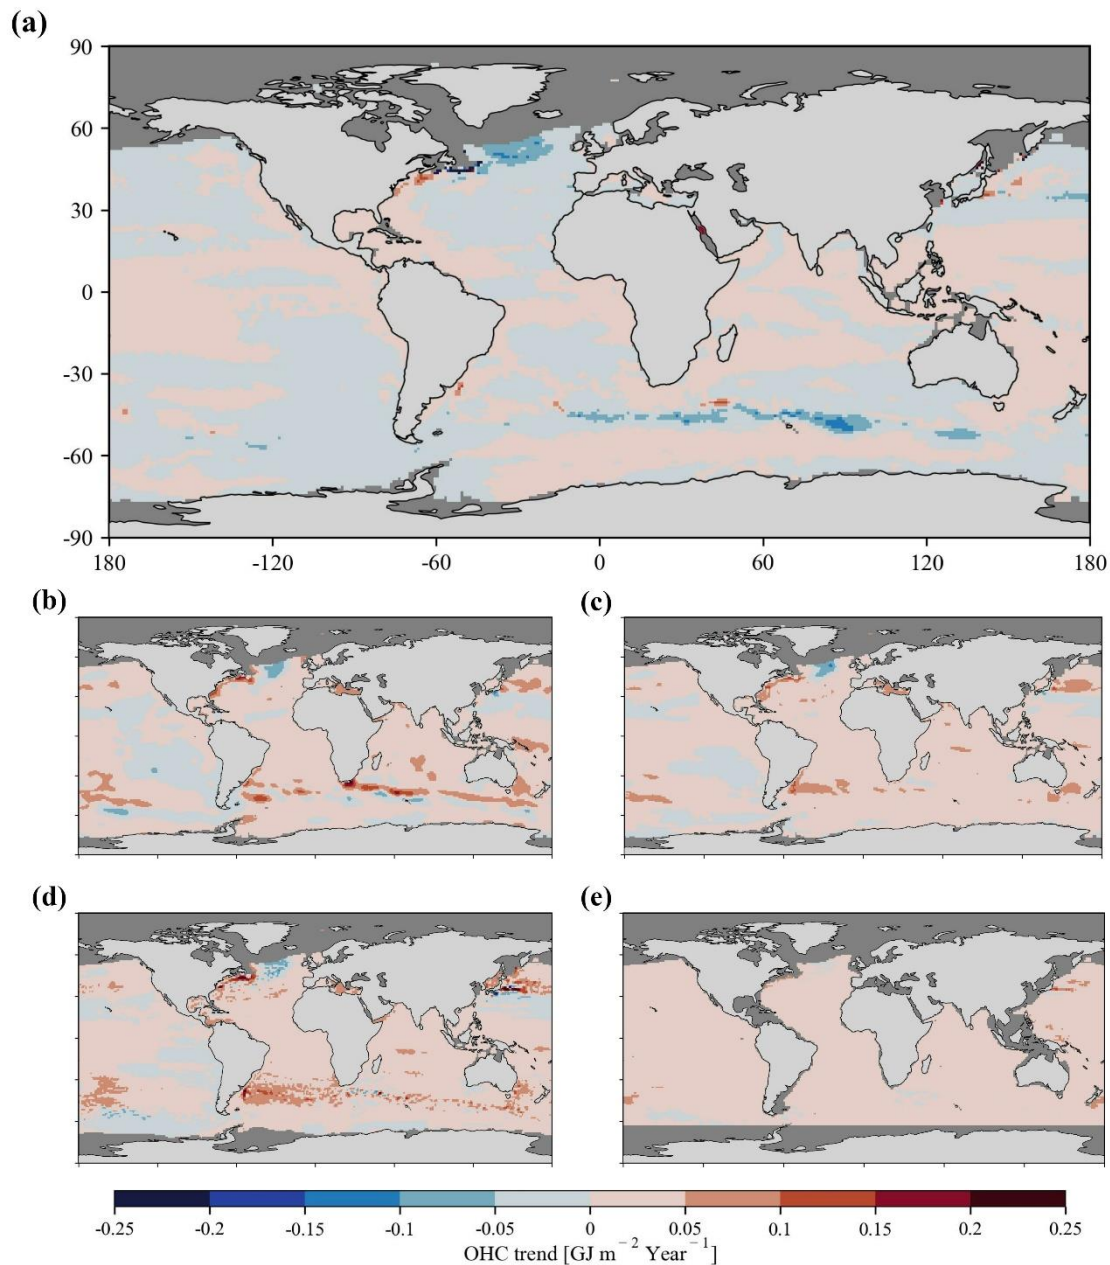 (a)
90
60
30
0
-30
-60
-90
180 -120 -60 0 60 120 180
(b) (c)
(d) (e)
-0.25 -0.2 -0.15 -0.1 -0.05 0 0.05 0.1 0.15 0.2 0.25
OHC trend [GJ m⁻² Year⁻¹]